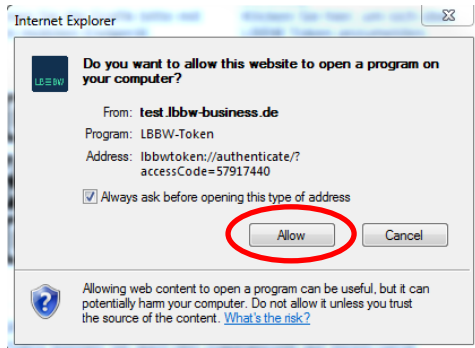 Internet Explorer
Do you want to allow this website to open a program on
your computer?
LBBW
From: test.lbbw-business.de
Program: LBBW-Token
Address: lbbwtoken://authenticate/?
accessCode=57917440
Always ask before opening this type of address
Allow
Cancel
Allowing web content to open a program can be useful, but it can
potentially harm your computer. Do not allow it unless you trust
the source of the content. What's the risk?